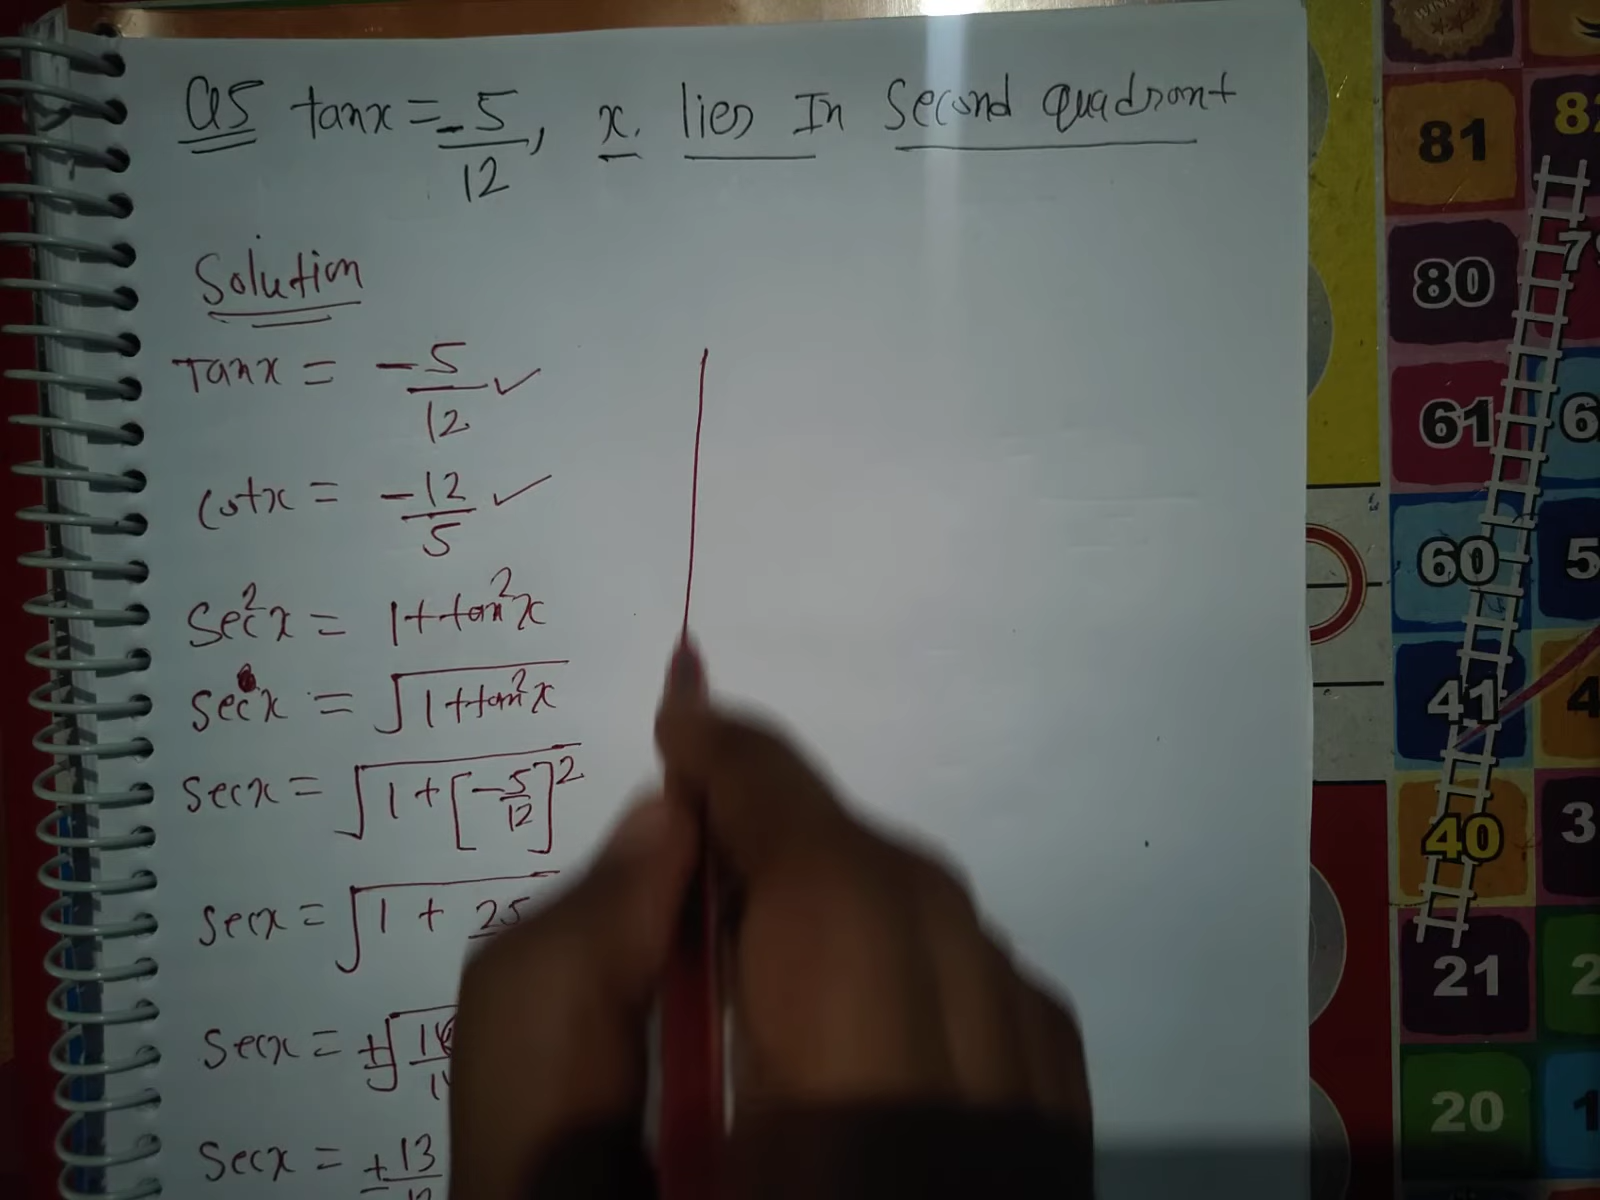 Q5 tanx = -5/12, x. lies In Second quadrant
Solution
Tanx = -5/12 ✓
cotx = -12/5 ✓
Sec²x = 1+tan²x
secx = √1+tan²x
secx = √1+[-5/12]²
secx = √1 + 25
secx = ±√
secx = ±13
WINN
81
80
61
60
41
40
21
20